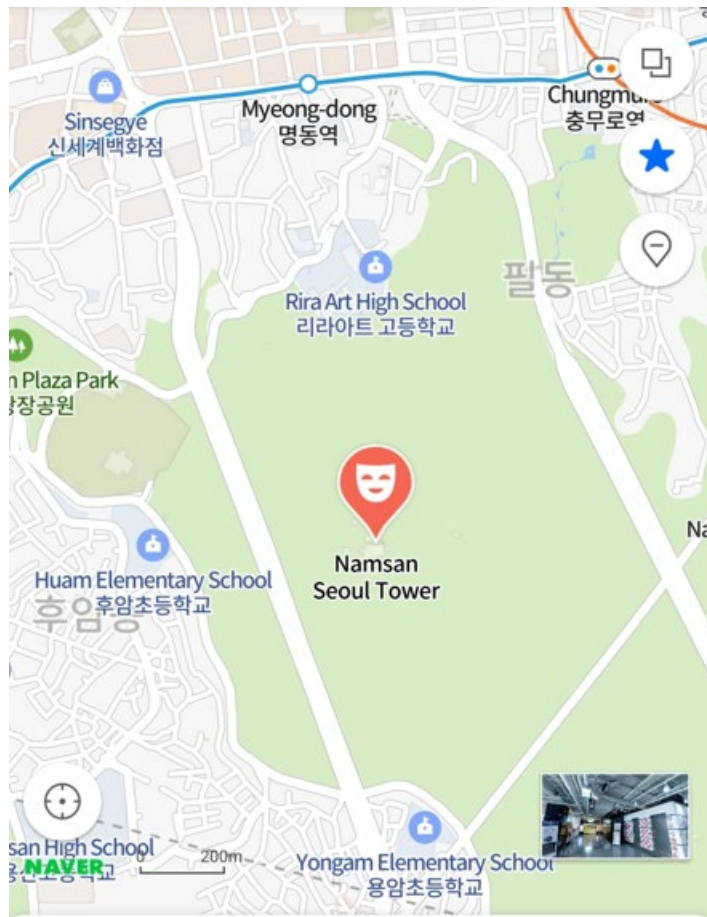 Myeong-dong
명동역
Chungmuro
충무로역
Sinsegye
신세계백화점
팔동
Rira Art High School
리라아트 고등학교
n Plaza Park
장공원
Namsan
Seoul Tower
Na
Huam Elementary School
후암초등학교
후암동
san High School
NAVER
200m
Yongam Elementary School
용암초등학교